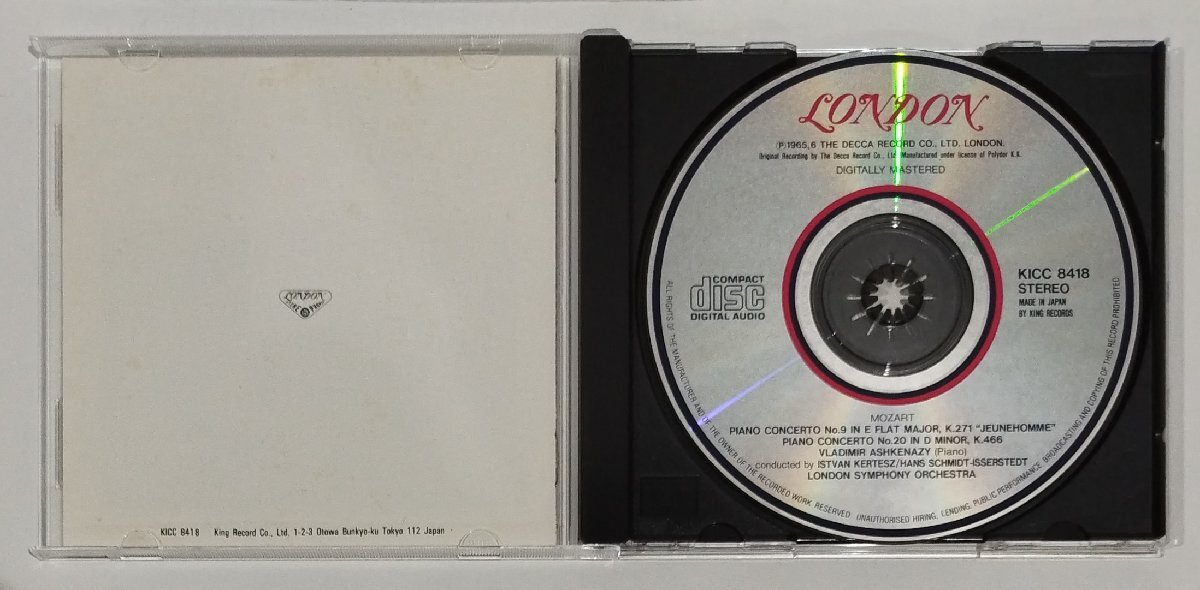 LONDON
KICC 8418 King Record Co., Ltd. 1-2-3 Otowa Bunkyo-ku Tokyo 112 Japan
LONDON
Ⓟ1965,6 THE DECCA RECORD CO., LTD. LONDON.
Original Recording by The Decca Record Co., Ltd. Manufactured under license of Polydor K.K.
DIGITALLY MASTERED
COMPACT
disc
DIGITAL AUDIO
KICC 8418
STEREO
MADE IN JAPAN
BY KING RECORDS
MOZART
PIANO CONCERTO No.9 IN E FLAT MAJOR, K.271 "JEUNEHOMME"
PIANO CONCERTO No.20 IN D MINOR, K.466
VLADIMIR ASHKENAZY (Piano)
conducted by ISTVAN KERTESZ/HANS SCHMIDT-ISSERSTEDT
LONDON SYMPHONY ORCHESTRA
ALL RIGHTS OF THE MANUFACTURER AND OF THE OWNER OF THE RECORDED WORK RESERVED. UNAUTHORISED HIRING, LENDING, PUBLIC PERFORMANCE, BROADCASTING AND COPYING OF THIS RECORD PROHIBITED